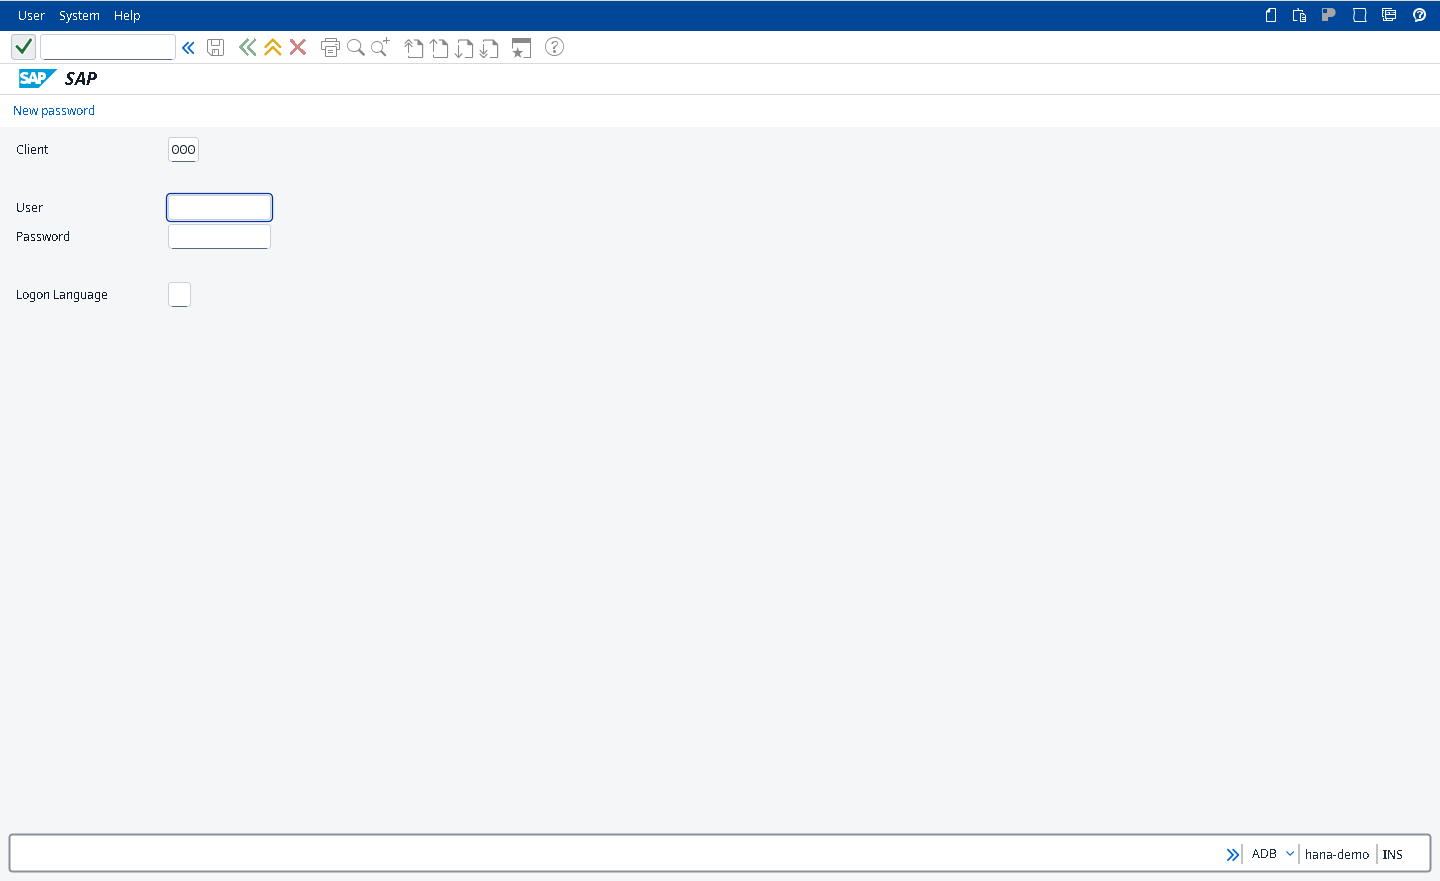 User System Help
SAP SAP
New password
Client 000
User
Password
Logon Language
ADB hana-demo INS